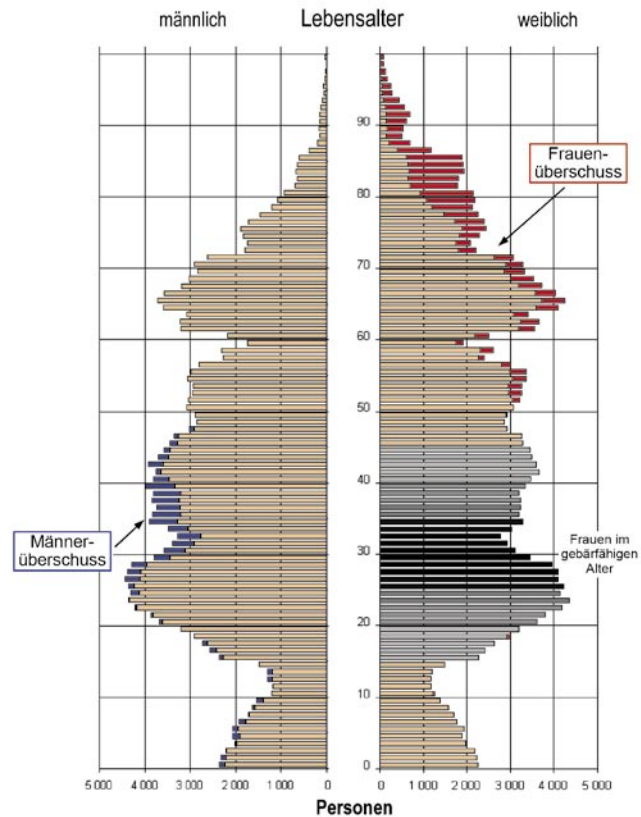 männlich Lebensalter weiblich
90
Frauen-
überschuss
80
70
60
50
40
Männer-
überschuss
Frauen im
gebärfähigen
Alter
30
20
10
0
5 000 4 000 3 000 2 000 1 000 0 0 1 000 2 000 3 000 4 000 5 000
Personen